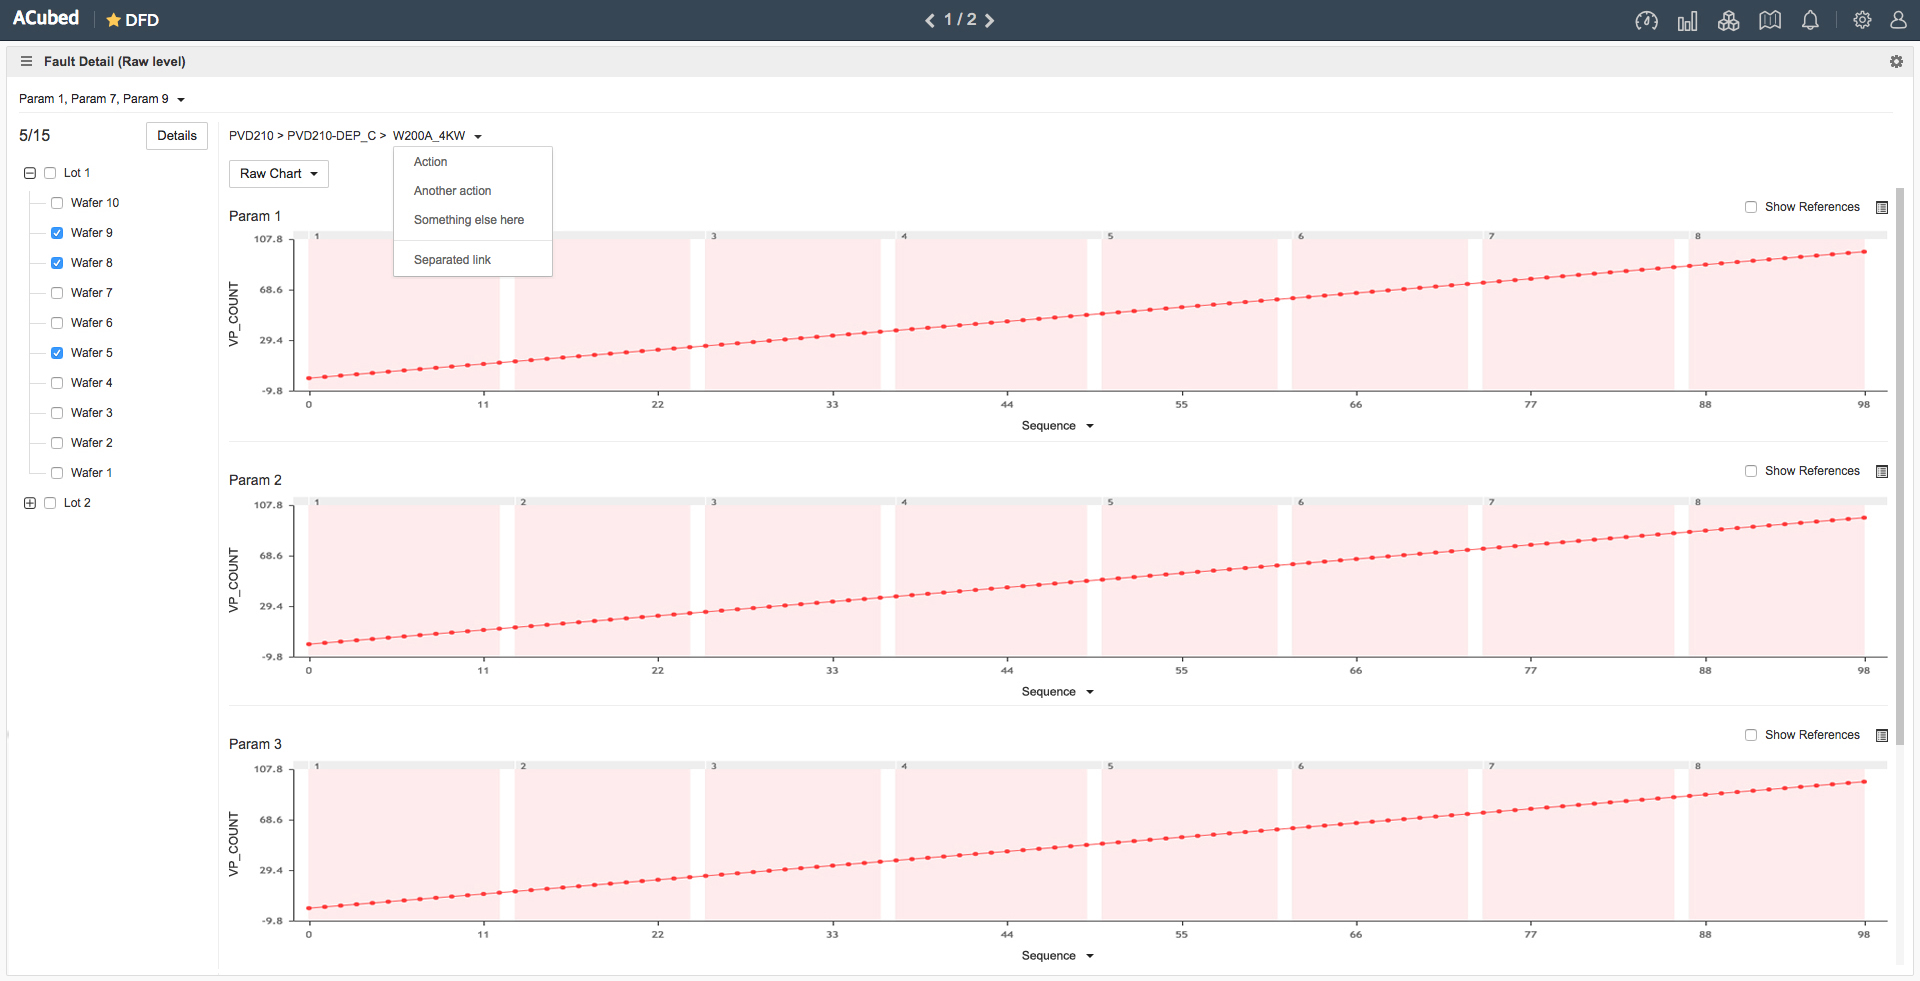 ACubed
DFD
1 / 2
Fault Detail (Raw level)
Param 1, Param 7, Param 9
5/15
Details
Lot 1
Wafer 10
Wafer 9
Wafer 8
Wafer 7
Wafer 6
Wafer 5
Wafer 4
Wafer 3
Wafer 2
Wafer 1
Lot 2
PVD210 > PVD210-DEP_C > W200A_4KW
Action
Another action
Something else here
Separated link
Raw Chart
Param 1
Show References
1 3 4 5 6 7 8
107.8
68.6
29.4
-9.8
VP_COUNT
0 11 22 33 44 55 66 77 88 98
Sequence
Param 2
Show References
1 2 3 4 5 6 7 8
107.8
68.6
29.4
-9.8
VP_COUNT
0 11 22 33 44 55 66 77 88 98
Sequence
Param 3
Show References
1 2 3 4 5 6 7 8
107.8
68.6
29.4
-9.8
VP_COUNT
0 11 22 33 44 55 66 77 88 98
Sequence